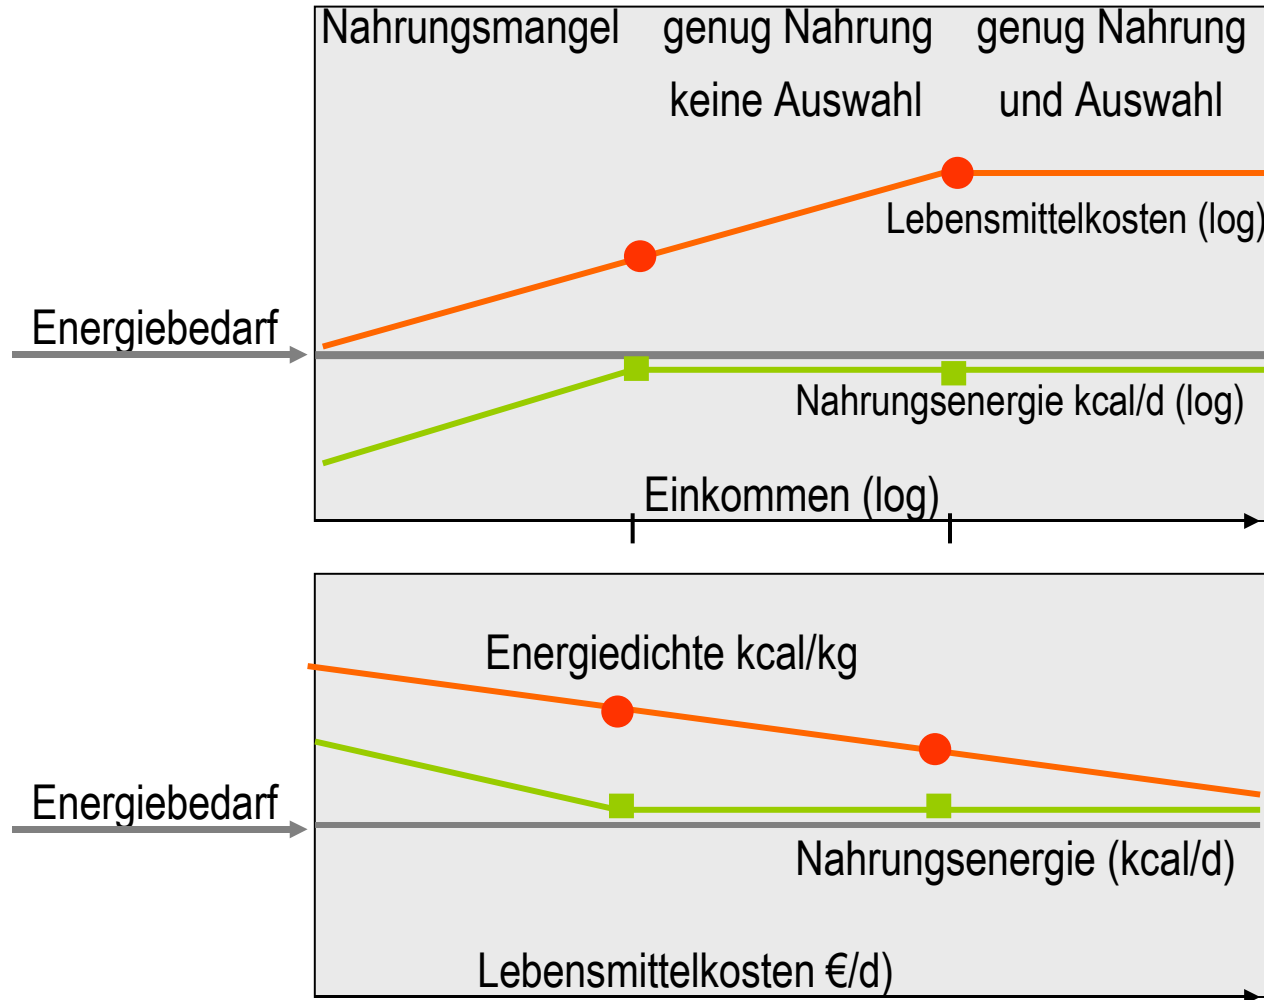 Nahrungsmangel
genug Nahrung
keine Auswahl
genug Nahrung
und Auswahl
Lebensmittelkosten (log)
Energiebedarf
Nahrungsenergie kcal/d (log)
Einkommen (log)
Energiedichte kcal/kg
Energiebedarf
Nahrungsenergie (kcal/d)
Lebensmittelkosten €/d)